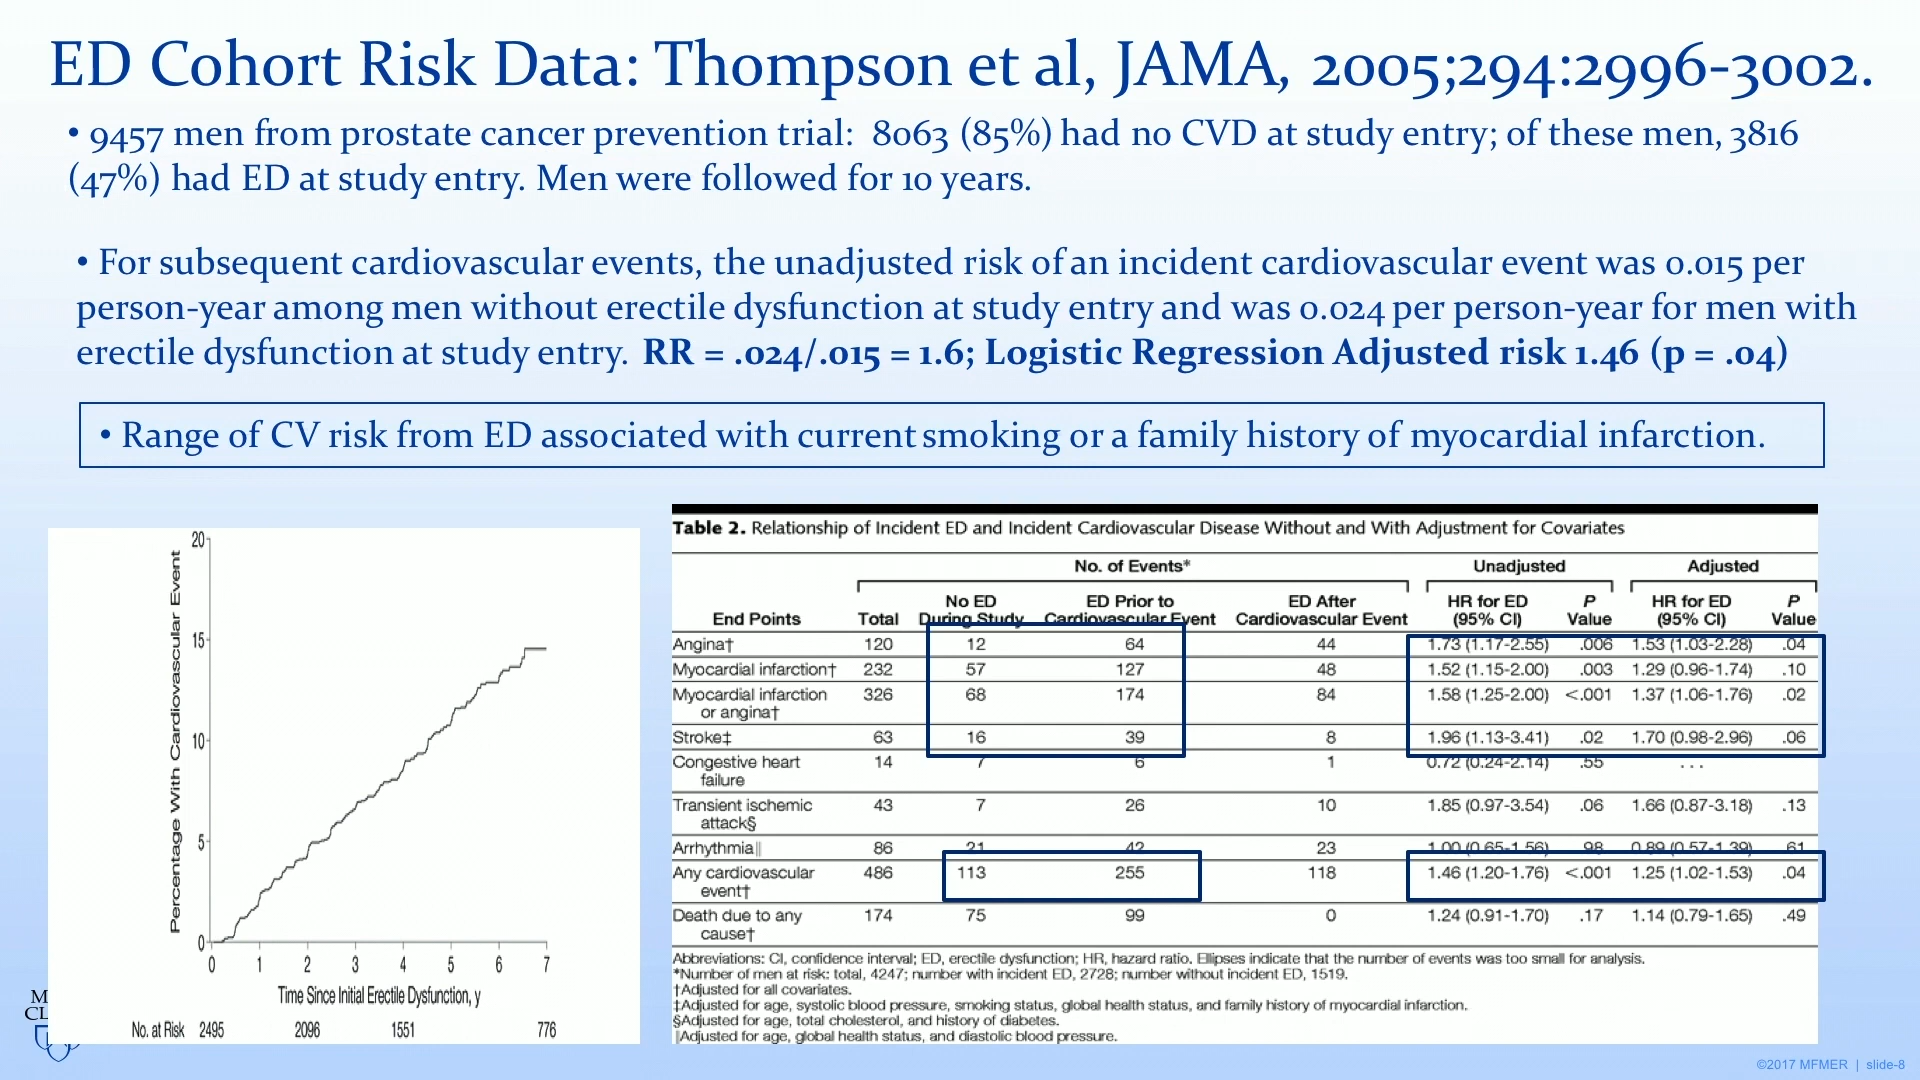 ED Cohort Risk Data: Thompson et al, JAMA, 2005;294:2996-3002.
• 9457 men from prostate cancer prevention trial:  8063 (85%) had no CVD at study entry; of these men, 3816
(47%) had ED at study entry. Men were followed for 10 years.
• For subsequent cardiovascular events, the unadjusted risk of an incident cardiovascular event was 0.015 per
person-year among men without erectile dysfunction at study entry and was 0.024 per person-year for men with
erectile dysfunction at study entry.  RR = .024/.015 = 1.6; Logistic Regression Adjusted risk 1.46 (p = .04)
• Range of CV risk from ED associated with current smoking or a family history of myocardial infarction.
Percentage With Cardiovascular Event
20
15
10
5
0
0 1 2 3 4 5 6 7
Time Since Initial Erectile Dysfunction, y
No. at Risk 2495 2096 1551 776
Table 2. Relationship of Incident ED and Incident Cardiovascular Disease Without and With Adjustment for Covariates
No. of Events* Unadjusted Adjusted
No ED ED Prior to ED After HR for ED P HR for ED P
End Points Total During Study Cardiovascular Event Cardiovascular Event (95% CI) Value (95% CI) Value
Angina† 120 12 64 44 1.73 (1.17-2.55) .006 1.53 (1.03-2.28) .04
Myocardial infarction† 232 57 127 48 1.52 (1.15-2.00) .003 1.29 (0.96-1.74) .10
Myocardial infarction 326 68 174 84 1.58 (1.25-2.00) <.001 1.37 (1.06-1.76) .02
or angina†
Stroke‡ 63 16 39 8 1.96 (1.13-3.41) .02 1.70 (0.98-2.96) .06
Congestive heart 14 7 6 1 0.72 (0.24-2.14) .55 . . .
failure
Transient ischemic 43 7 26 10 1.85 (0.97-3.54) .06 1.66 (0.87-3.18) .13
attack§
Arrhythmia‖ 86 21 42 23 1.00 (0.65-1.56) .98 0.89 (0.57-1.39) .61
Any cardiovascular 486 113 255 118 1.46 (1.20-1.76) <.001 1.25 (1.02-1.53) .04
event†
Death due to any 174 75 99 0 1.24 (0.91-1.70) .17 1.14 (0.79-1.65) .49
cause†
Abbreviations: CI, confidence interval; ED, erectile dysfunction; HR, hazard ratio. Ellipses indicate that the number of events was too small for analysis.
*Number of men at risk: total, 4247; number with incident ED, 2728; number without incident ED, 1519.
†Adjusted for all covariates.
‡Adjusted for age, systolic blood pressure, smoking status, global health status, and family history of myocardial infarction.
§Adjusted for age, total cholesterol, and history of diabetes.
‖Adjusted for age, global health status, and diastolic blood pressure.
M
CL
©2017 MFMER | slide-8